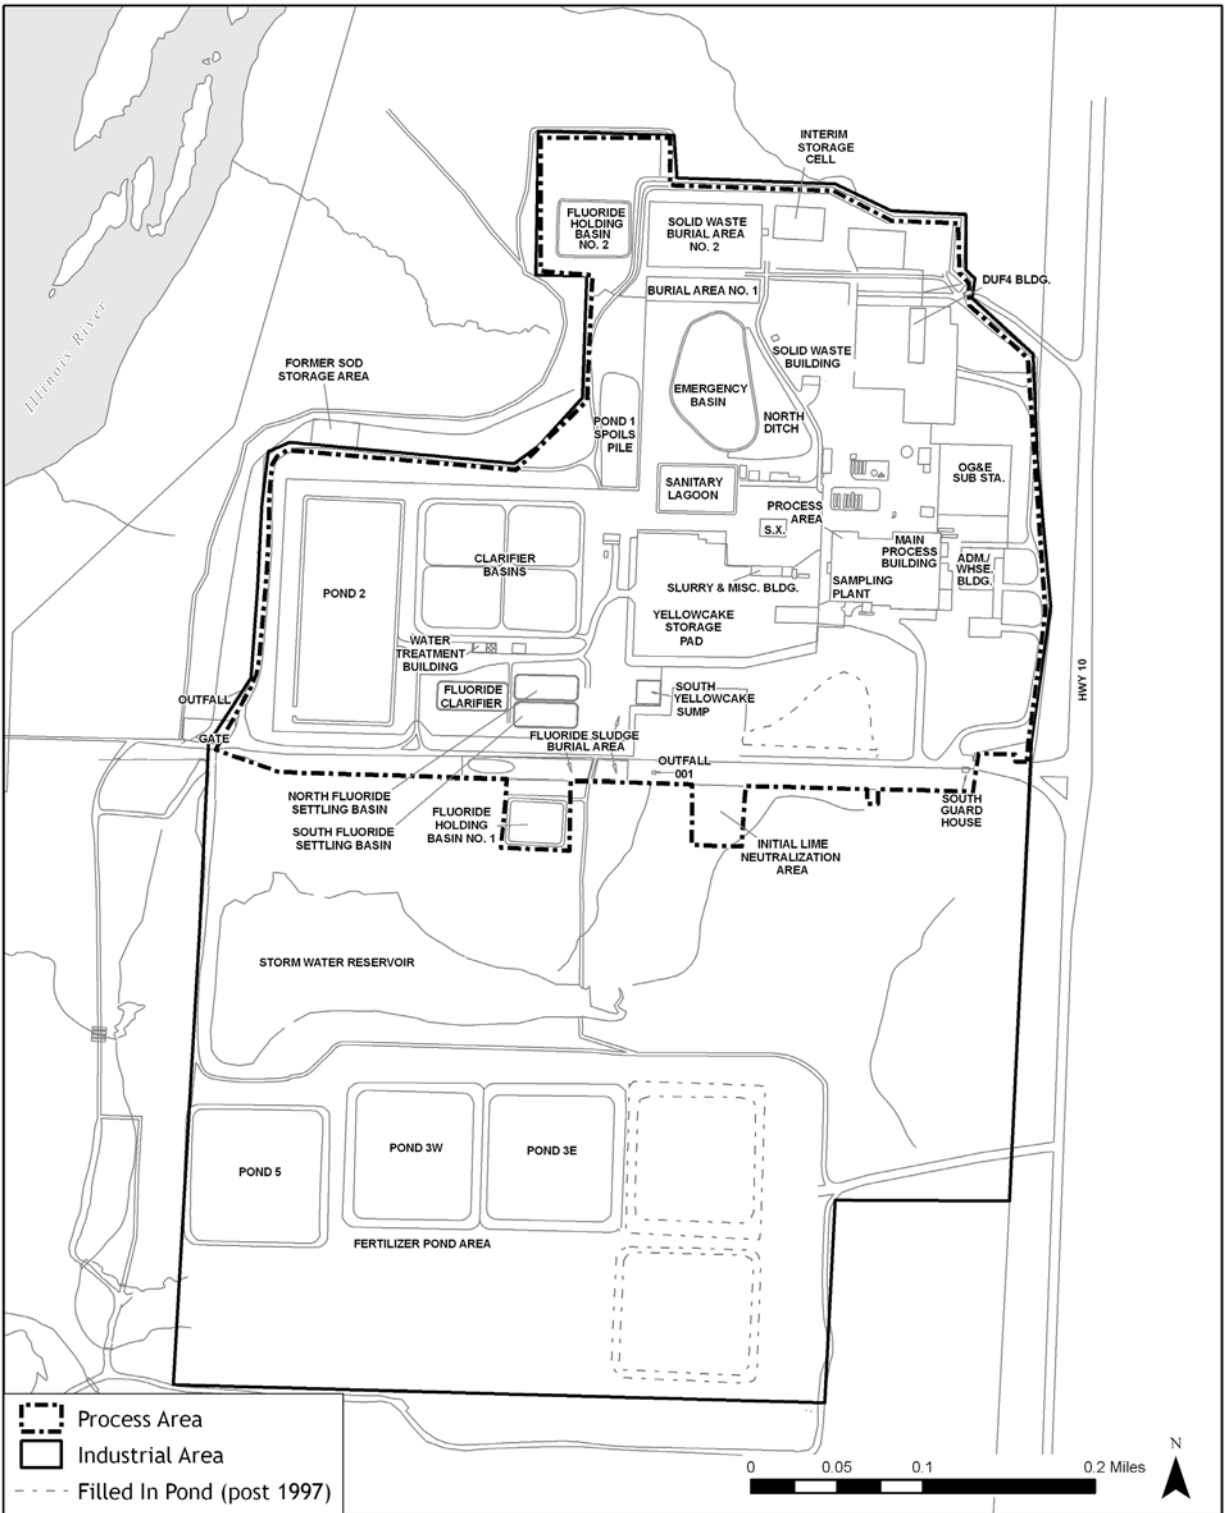 INTERIM
STORAGE
CELL
FLUORIDE
HOLDING
BASIN
NO. 2
SOLID WASTE
BURIAL AREA
NO. 2
DUF4 BLDG.
BURIAL AREA NO. 1
Illinois River
FORMER SOD
STORAGE AREA
SOLID WASTE
BUILDING
EMERGENCY
BASIN
NORTH
DITCH
POND 1
SPOILS
PILE
OG&E
SUB STA.
SANITARY
LAGOON
PROCESS
AREA
S.X.
MAIN
PROCESS
BUILDING
ADM./
WHSE.
BLDG.
CLARIFIER
BASINS
POND 2
SLURRY & MISC. BLDG.
SAMPLING
PLANT
YELLOWCAKE
STORAGE
PAD
WATER
TREATMENT
BUILDING
HWY 10
OUTFALL
FLUORIDE
CLARIFIER
SOUTH
YELLOWCAKE
SUMP
GATE
FLUORIDE SLUDGE
BURIAL AREA
OUTFALL
001
NORTH FLUORIDE
SETTLING BASIN
SOUTH FLUORIDE
SETTLING BASIN
FLUORIDE
HOLDING
BASIN NO. 1
SOUTH
GUARD
HOUSE
INITIAL LIME
NEUTRALIZATION
AREA
STORM WATER RESERVOIR
POND 5
POND 3W
POND 3E
FERTILIZER POND AREA
Process Area
Industrial Area
Filled In Pond (post 1997)
0 0.05 0.1 0.2 Miles
N